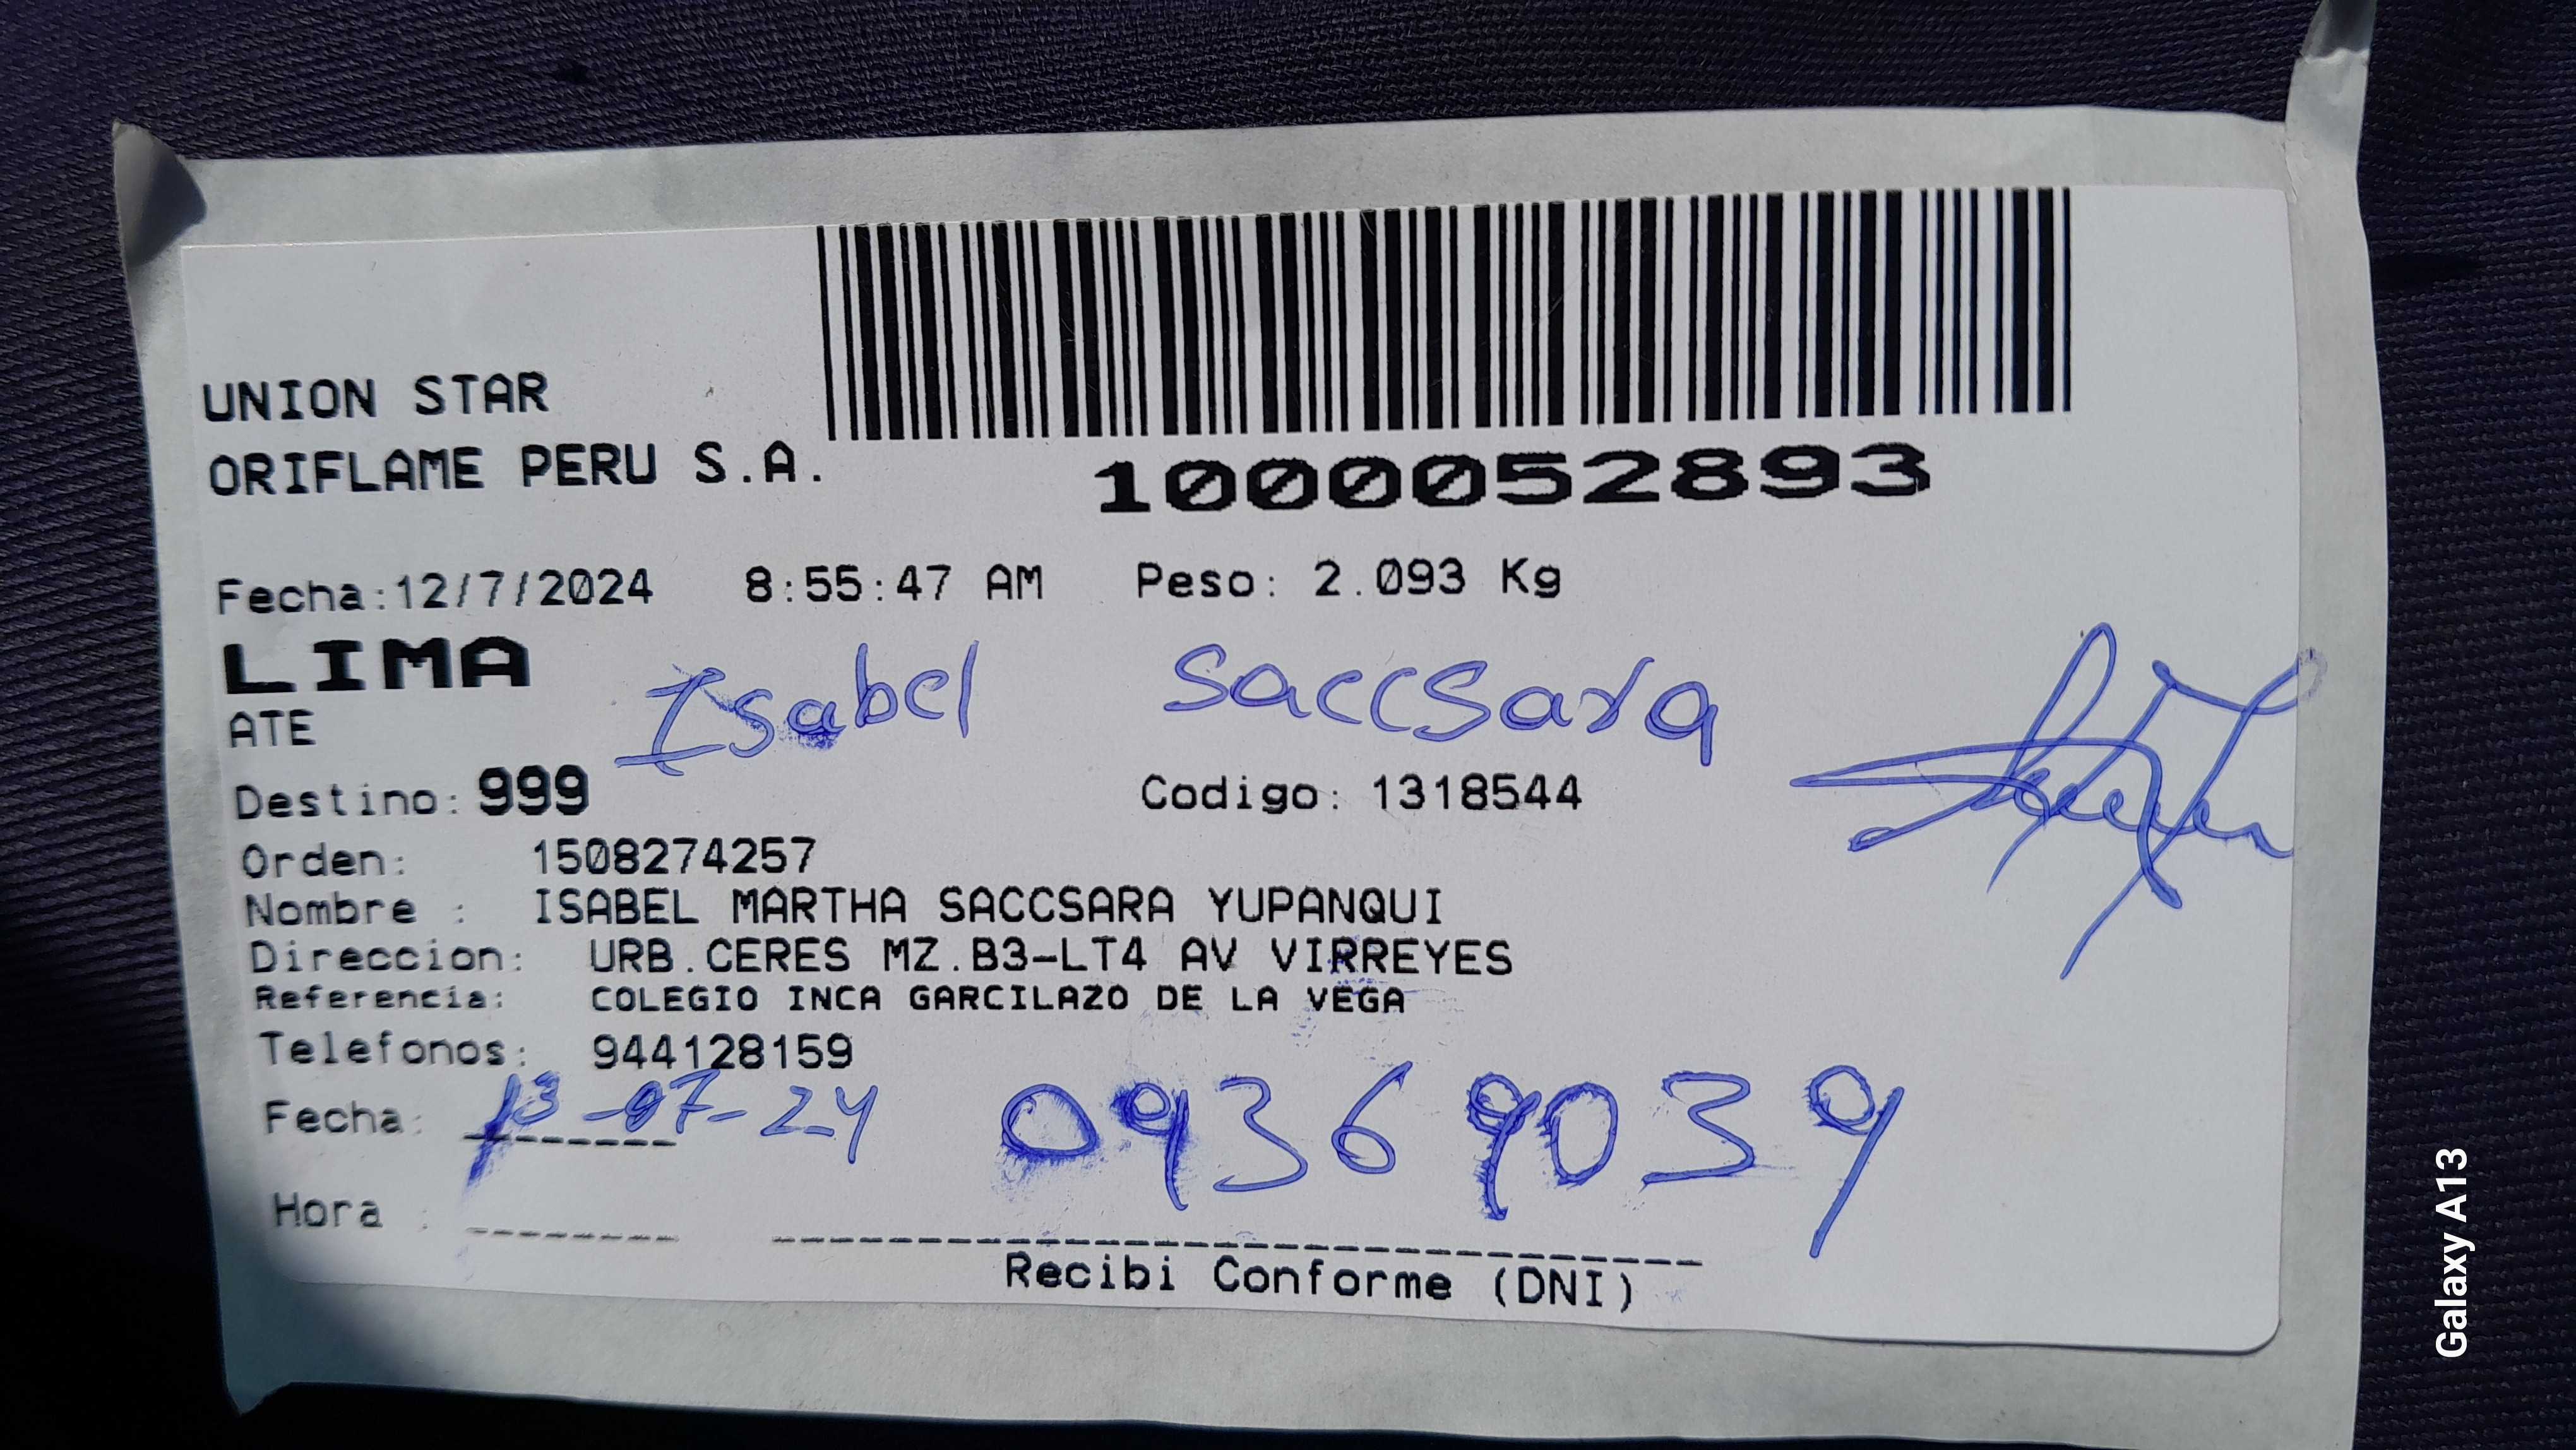 UNION STAR
ORIFLAME PERU S.A.
1000052893
Fecha:12/7/2024 8:55:47 AM Peso: 2.093 Kg
LIMA
Isabel Saccsara
ATE
Destino: 999 Codigo: 1318544
Orden: 1508274257
Nombre : ISABEL MARTHA SACCSARA YUPANQUI
Direccion: URB.CERES MZ.B3-LT4 AV VIRREYES
Referencia: COLEGIO INCA GARCILAZO DE LA VEGA
Telefonos: 944128159
Fecha: 13-07-24 09369039
Hora :
Recibi Conforme (DNI)
Galaxy A13